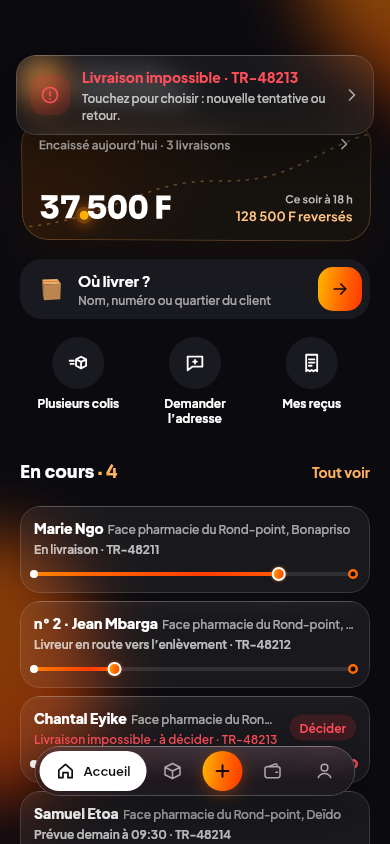 Livraison impossible · TR-48213
Touchez pour choisir : nouvelle tentative ou
retour.
Encaissé aujourd’hui · 3 livraisons
37 500 F
Ce soir à 18 h
128 500 F reversés
Où livrer ?
Nom, numéro ou quartier du client
Plusieurs colis
Demander
l’adresse
Mes reçus
En cours · 4
Tout voir
Marie Ngo Face pharmacie du Rond-point, Bonapriso
En livraison · TR-48211
n° 2 · Jean Mbarga Face pharmacie du Rond-point, ...
Livreur en route vers l’enlèvement · TR-48212
Chantal Eyike Face pharmacie du Ron...
Livraison impossible · à décider · TR-48213
Décider
Accueil
Samuel Etoa Face pharmacie du Rond-point, Deïdo
Prévue demain à 09:30 · TR-48214